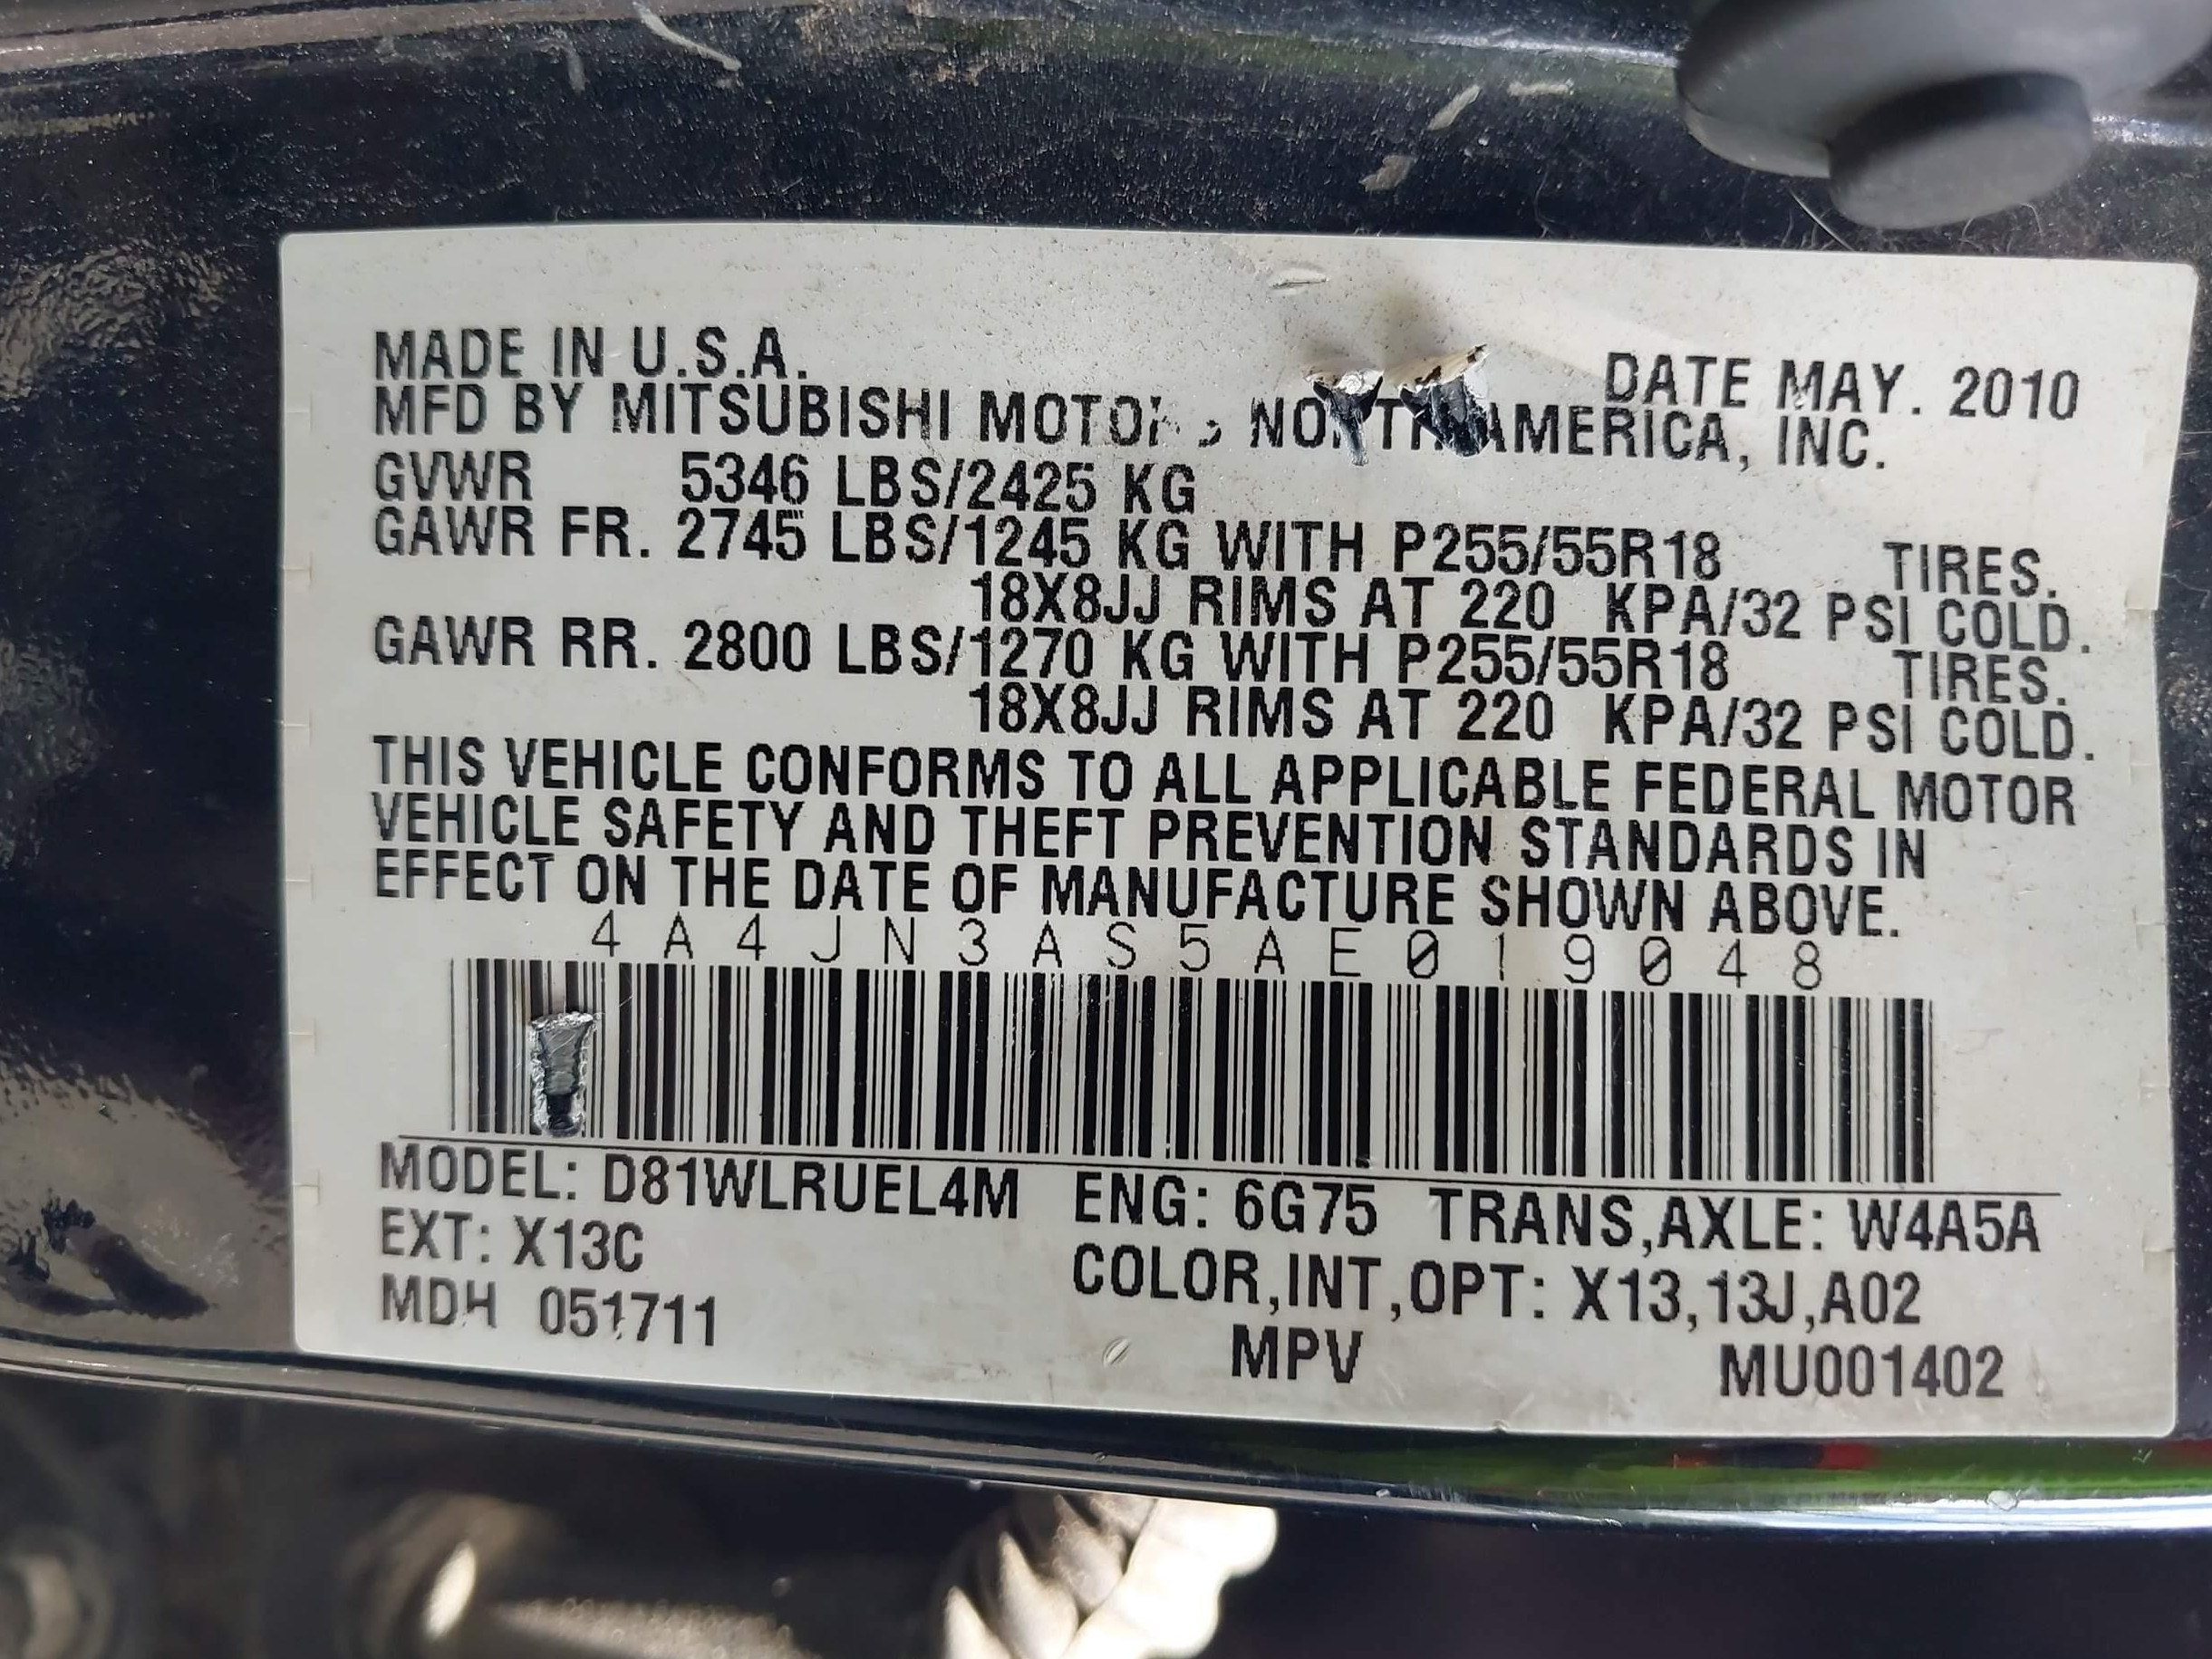 MADE IN U.S.A.
DATE MAY. 2010
MFD BY MITSUBISHI MOTORS NORTH AMERICA, INC.
GVWR 5346 LBS/2425 KG
GAWR FR. 2745 LBS/1245 KG WITH P255/55R18 TIRES.
18X8JJ RIMS AT 220 KPA/32 PSI COLD.
GAWR RR. 2800 LBS/1270 KG WITH P255/55R18 TIRES.
18X8JJ RIMS AT 220 KPA/32 PSI COLD.
THIS VEHICLE CONFORMS TO ALL APPLICABLE FEDERAL MOTOR
VEHICLE SAFETY AND THEFT PREVENTION STANDARDS IN
EFFECT ON THE DATE OF MANUFACTURE SHOWN ABOVE.
4A4JN3AS5AE019048
MODEL: D81WLRUEL4M ENG: 6G75 TRANS,AXLE: W4A5A
EXT: X13C COLOR,INT,OPT: X13,13J,A02
MDH 051711 MPV MU001402